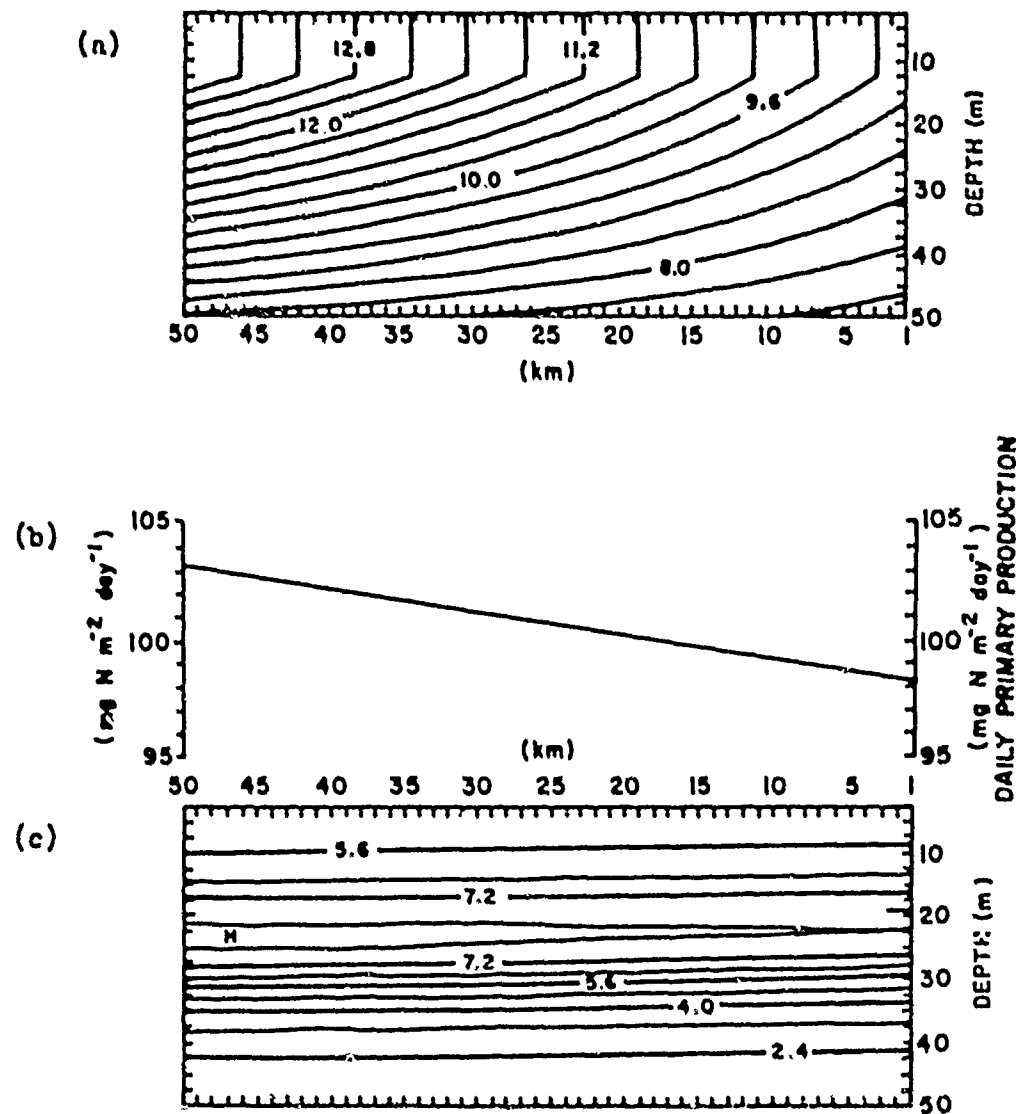 (a)
12.8
11.2
9.6
12.0
10.0
8.0
10
20
30
40
50
DEPTH (m)
50 45 40 35 30 25 20 15 10 5 1
(km)
(b)
105
100
95
(mg N m⁻² day⁻¹)
105
100
95
(mg N m⁻² day⁻¹)
DAILY PRIMARY PRODUCTION
(km)
50 45 40 35 30 25 20 15 10 5 1
(c)
5.6
7.2
H
7.2
5.6
4.0
2.4
10
20
30
40
50
DEPTH (m)